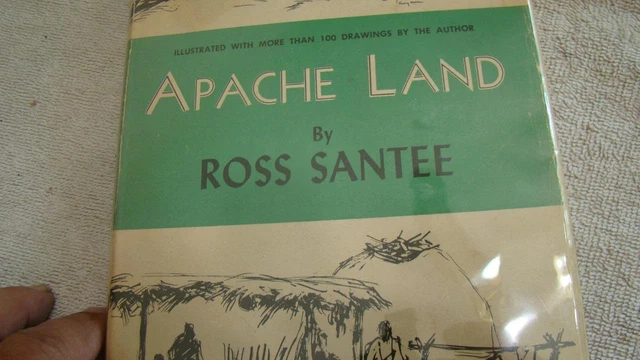 ILLUSTRATED WITH MORE THAN 100 DRAWINGS BY THE AUTHOR
APACHE LAND
By
ROSS SANTEE